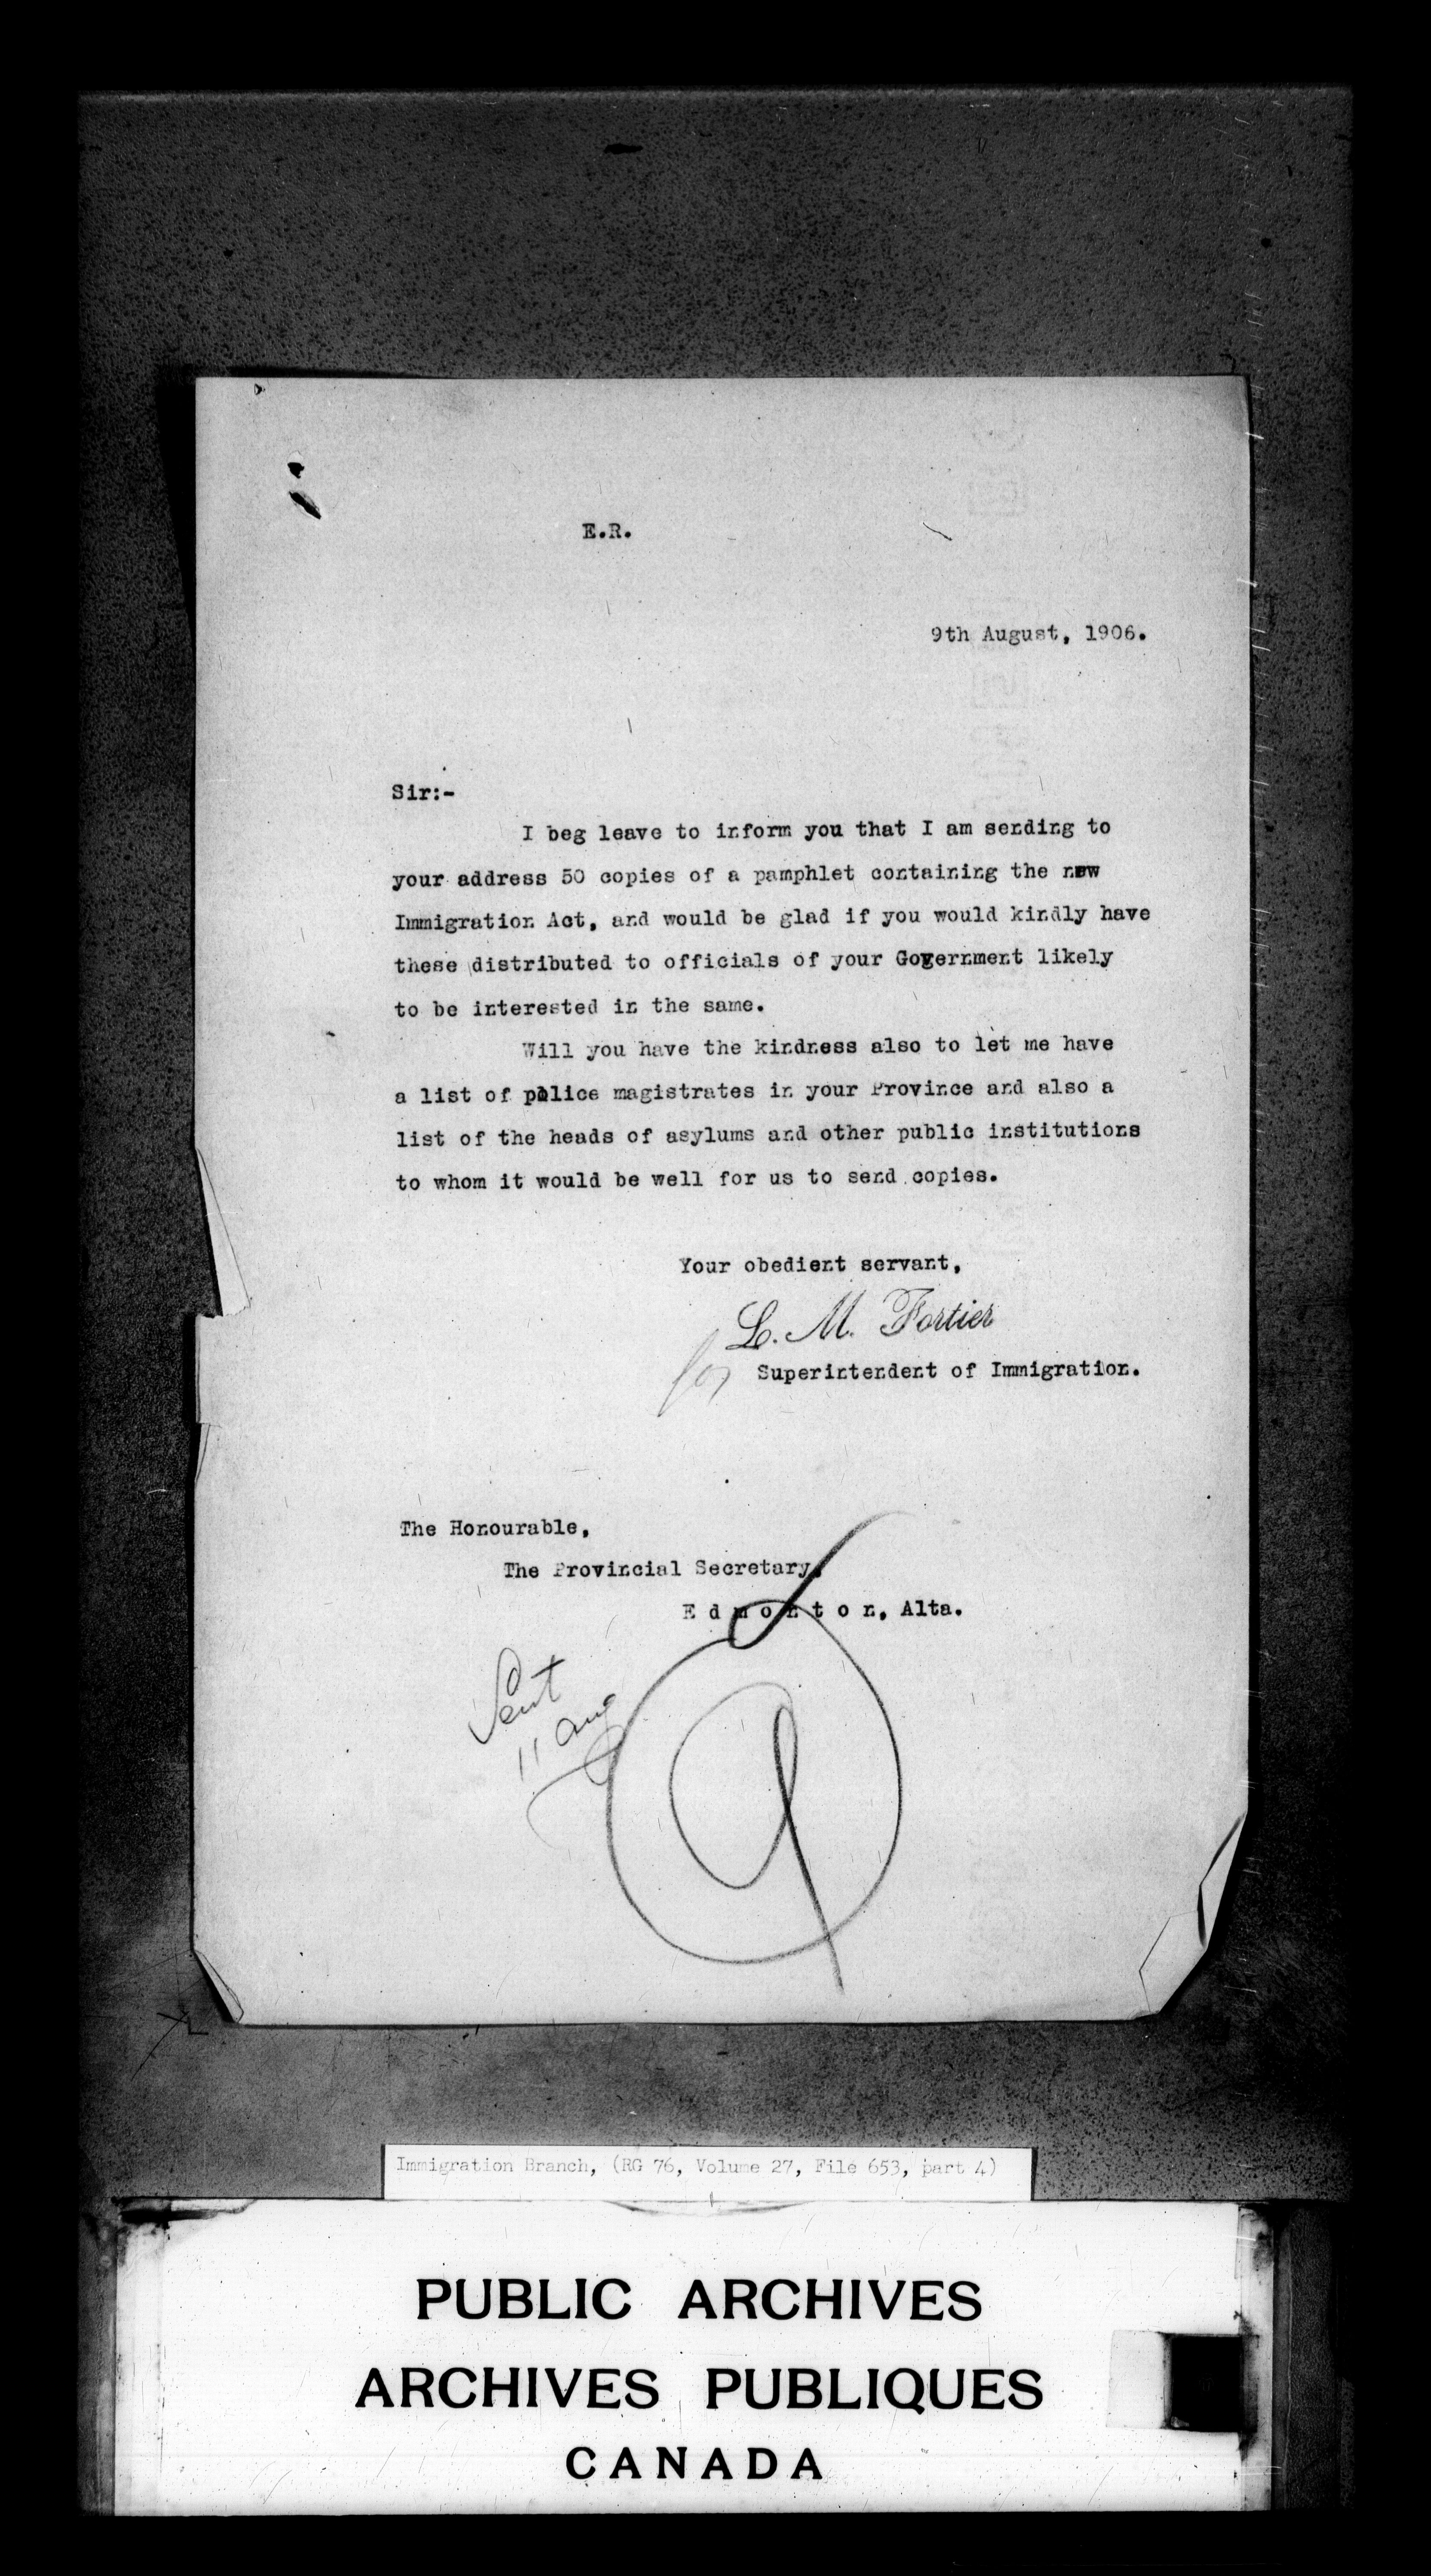 E.R.
9th August, 1906.
Sir:-
I beg leave to inform you that I am sending to
your address 50 copies of a pamphlet containing the new
Immigration Act, and would be glad if you would kindly have
these distributed to officials of your Government likely
to be interested in the same.
Will you have the kindness also to let me have
a list of police magistrates in your Province and also a
list of the heads of asylums and other public institutions
to whom it would be well for us to send copies.
Your obedient servant,
L. M. Fortier
for Superintendent of Immigration.
The Honourable,
The Provincial Secretary,
E d m o n t o n, Alta.
Sent
11 Aug
Immigration Branch, (RG 76, Volume 27, File 653, part 4)
PUBLIC ARCHIVES
ARCHIVES PUBLIQUES
CANADA